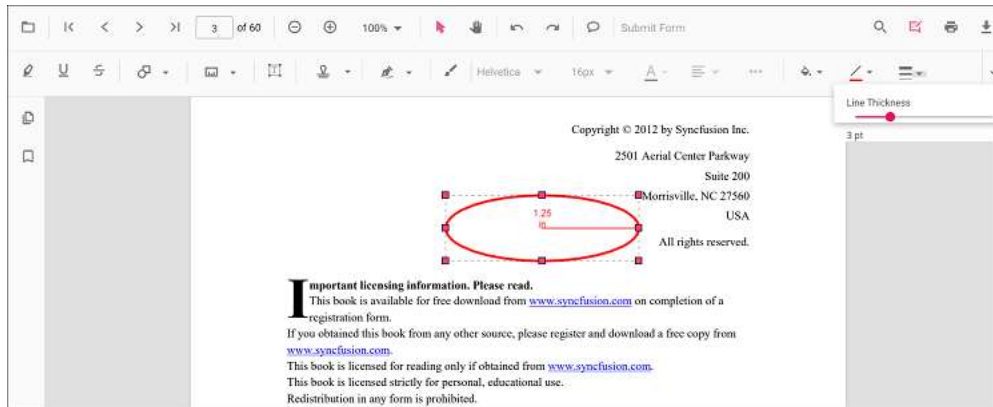 3 of 60 100% Submit Form
Helvetica 16px A
Line Thickness
3 pt
Copyright © 2012 by Syncfusion Inc.
2501 Aerial Center Parkway
Suite 200
Morrisville, NC 27560
USA
All rights reserved.
1.25
in
Important licensing information. Please read.
This book is available for free download from www.syncfusion.com on completion of a
registration form.
If you obtained this book from any other source, please register and download a free copy from
www.syncfusion.com.
This book is licensed for reading only if obtained from www.syncfusion.com.
This book is licensed strictly for personal, educational use.
Redistribution in any form is prohibited.